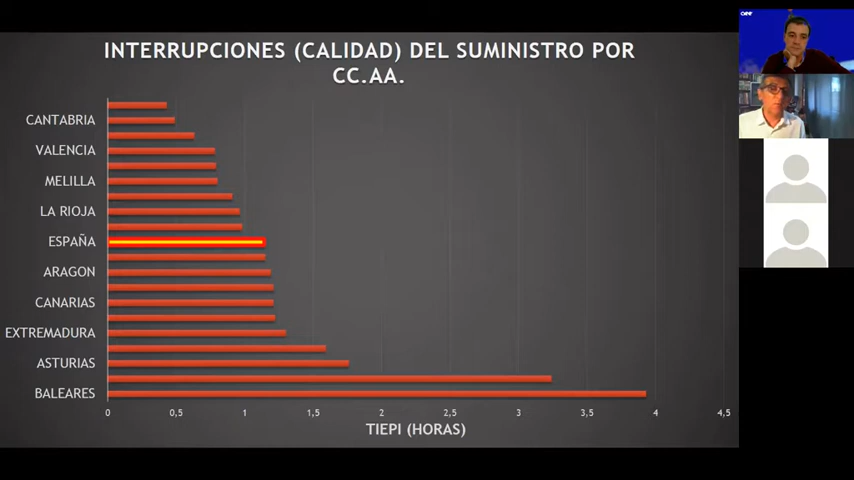 INTERRUPCIONES (CALIDAD) DEL SUMINISTRO POR
CC.AA.
CANTABRIA
VALENCIA
MELILLA
LA RIOJA
ESPAÑA
ARAGON
CANARIAS
EXTREMADURA
ASTURIAS
BALEARES
0 0,5 1 1,5 2 2,5 3 3,5 4 4,5
TIEPI (HORAS)